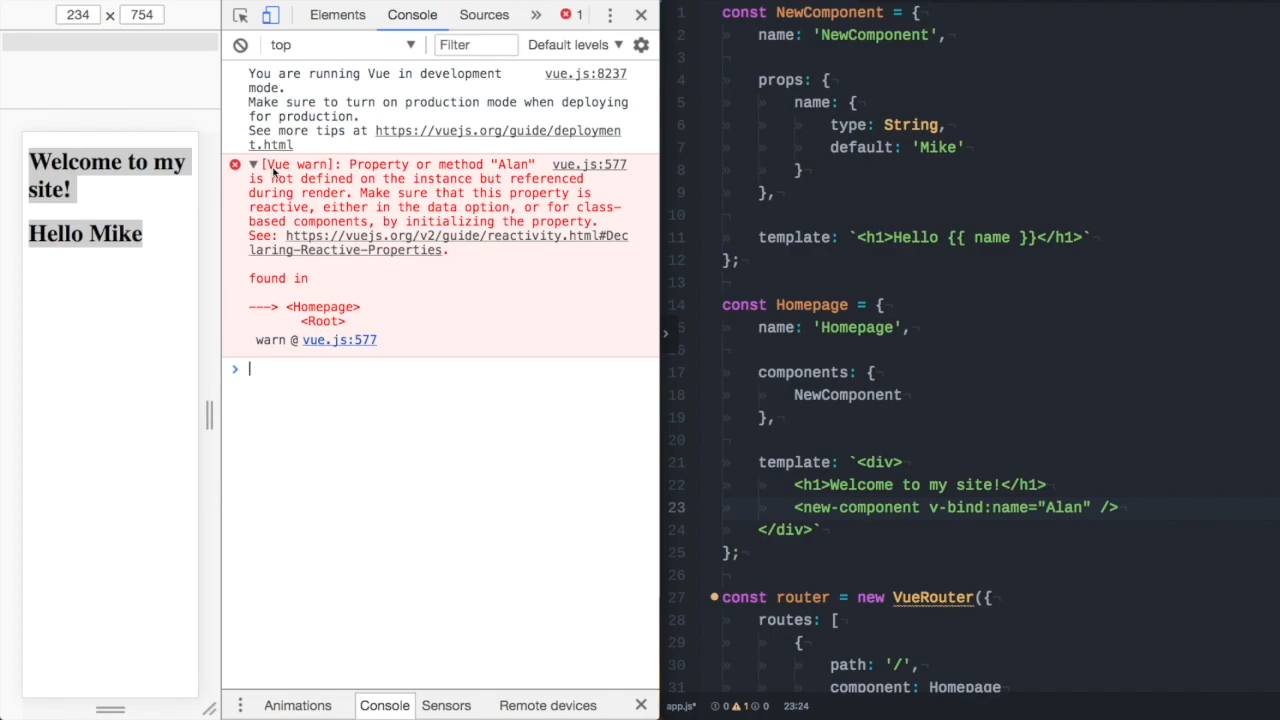 234 × 754
Welcome to my
site!
Hello Mike
Elements Console Sources » 1
top Filter Default levels
You are running Vue in development vue.js:8237
mode.
Make sure to turn on production mode when deploying
for production.
See more tips at https://vuejs.org/guide/deploymen
t.html
[Vue warn]: Property or method "Alan" vue.js:577
is not defined on the instance but referenced
during render. Make sure that this property is
reactive, either in the data option, or for class-
based components, by initializing the property.
See: https://vuejs.org/v2/guide/reactivity.html#Dec
laring-Reactive-Properties.
found in
---> <Homepage>
<Root>
warn @ vue.js:577
>
Animations Console Sensors Remote devices
1 const NewComponent = {
2 name: 'NewComponent',
3
4 props: {
5 name: {
6 type: String,
7 default: 'Mike'
8 }
9 },
10
11 template: `<h1>Hello {{ name }}</h1>`
12 };
13
14 const Homepage = {
5 name: 'Homepage',
16
17 components: {
18 NewComponent
19 },
20
21 template: `<div>
22 <h1>Welcome to my site!</h1>
23 <new-component v-bind:name="Alan" />
24 </div>`
25 };
26
27 const router = new VueRouter({
28 routes: [
29 {
30 path: '/',
31 component: Homepage
app.js* 0 1 0 23:24